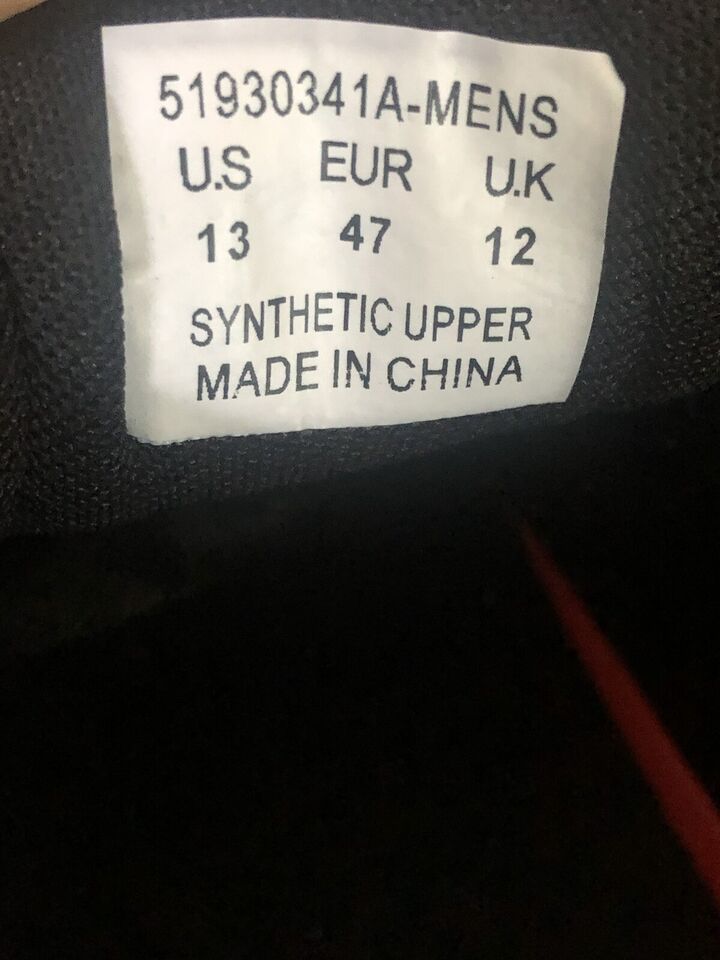 51930341A-MENS
U.S EUR U.K
13 47 12
SYNTHETIC UPPER
MADE IN CHINA